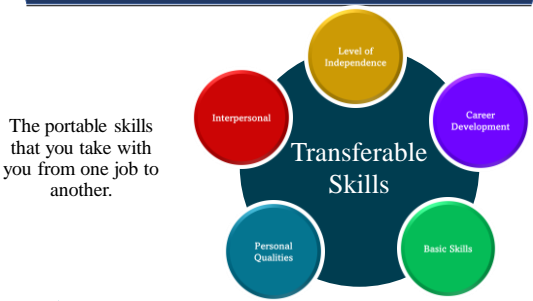 The portable skills
that you take with
you from one job to
another.
Transferable
Skills
Level of
Independence
Career
Development
Basic Skills
Personal
Qualities
Interpersonal